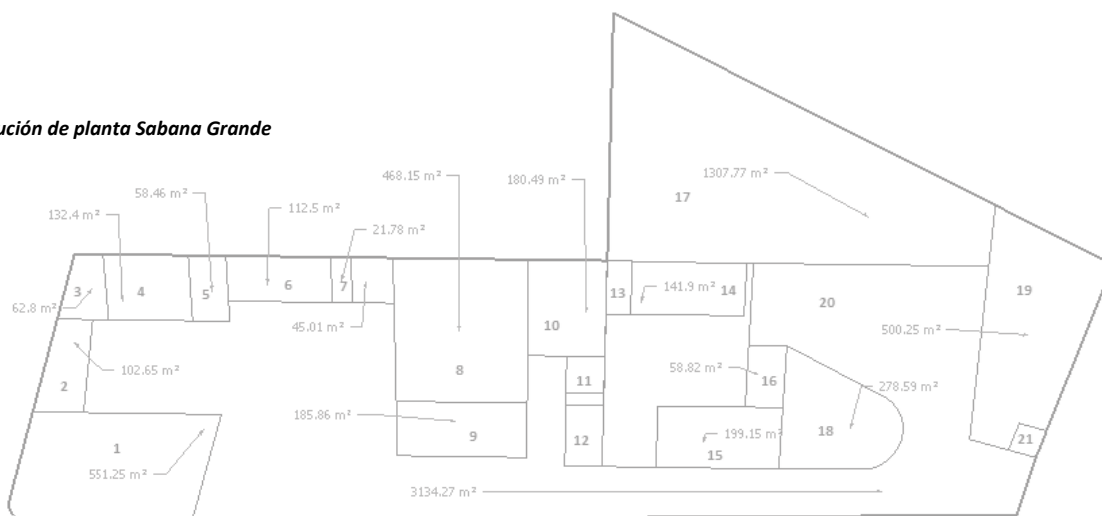 ución de planta Sabana Grande
1307.77 m²
468.15 m²
180.49 m²
58.46 m²
17
132.4 m²
112.5 m²
21.78 m²
3
4
5
6
7
13
141.9 m²
14
20
19
62.8 m²
45.01 m²
10
500.25 m²
102.65 m²
2
8
11
58.82 m²
16
278.59 m²
185.86 m²
9
12
199.15 m²
15
18
21
1
551.25 m²
3134.27 m²